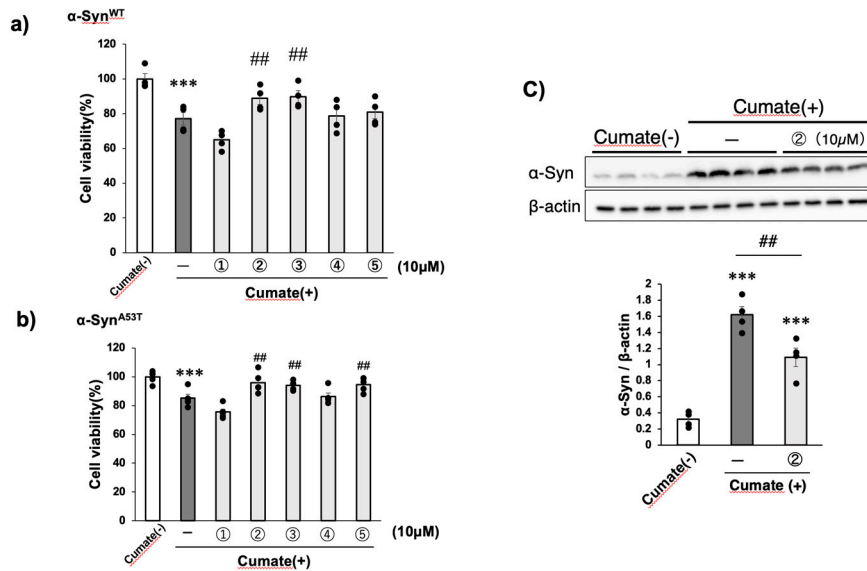 a)
α-Syn^WT
Cell viability(%)
120
100
80
60
40
20
0
***
##
##
Cumate(-)
–
①
②
③
④
⑤
(10μM)
Cumate(+)
b)
α-Syn^A53T
Cell viability(%)
120
100
80
60
40
20
0
***
##
##
##
Cumate(-)
–
①
②
③
④
⑤
(10μM)
Cumate(+)
C)
Cumate(+)
Cumate(-)
–
② (10μM)
α-Syn
β-actin
##
α-Syn / β-actin
2
1.8
1.6
1.4
1.2
1
0.8
0.6
0.4
0.2
0
***
***
Cumate(-)
–
②
Cumate (+)